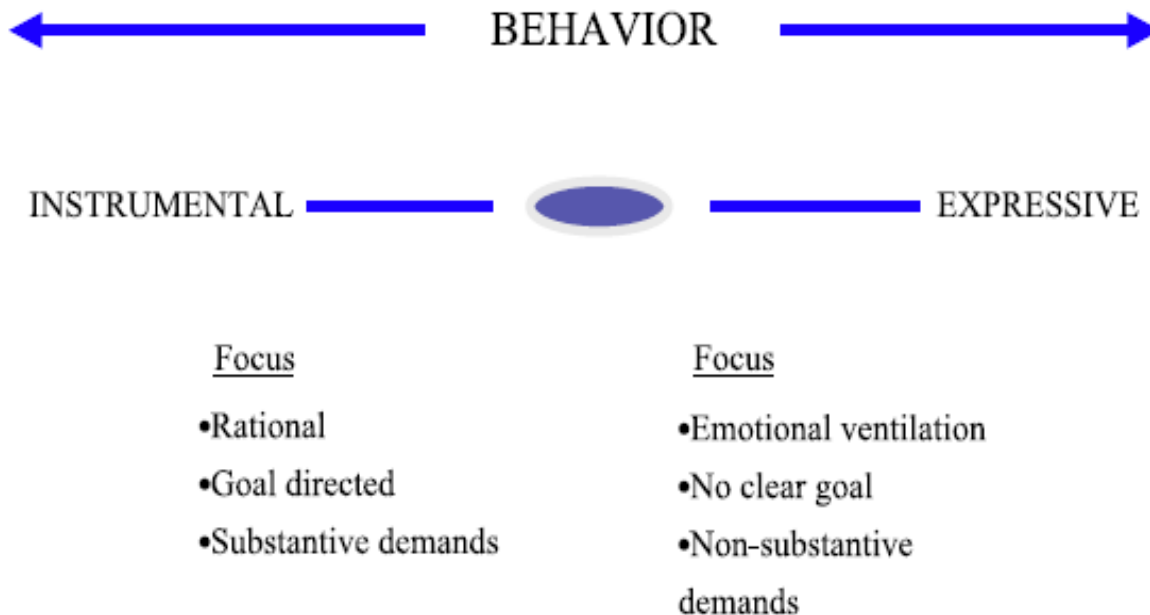 BEHAVIOR
INSTRUMENTAL EXPRESSIVE
Focus
•Rational
•Goal directed
•Substantive demands
Focus
•Emotional ventilation
•No clear goal
•Non-substantive
demands